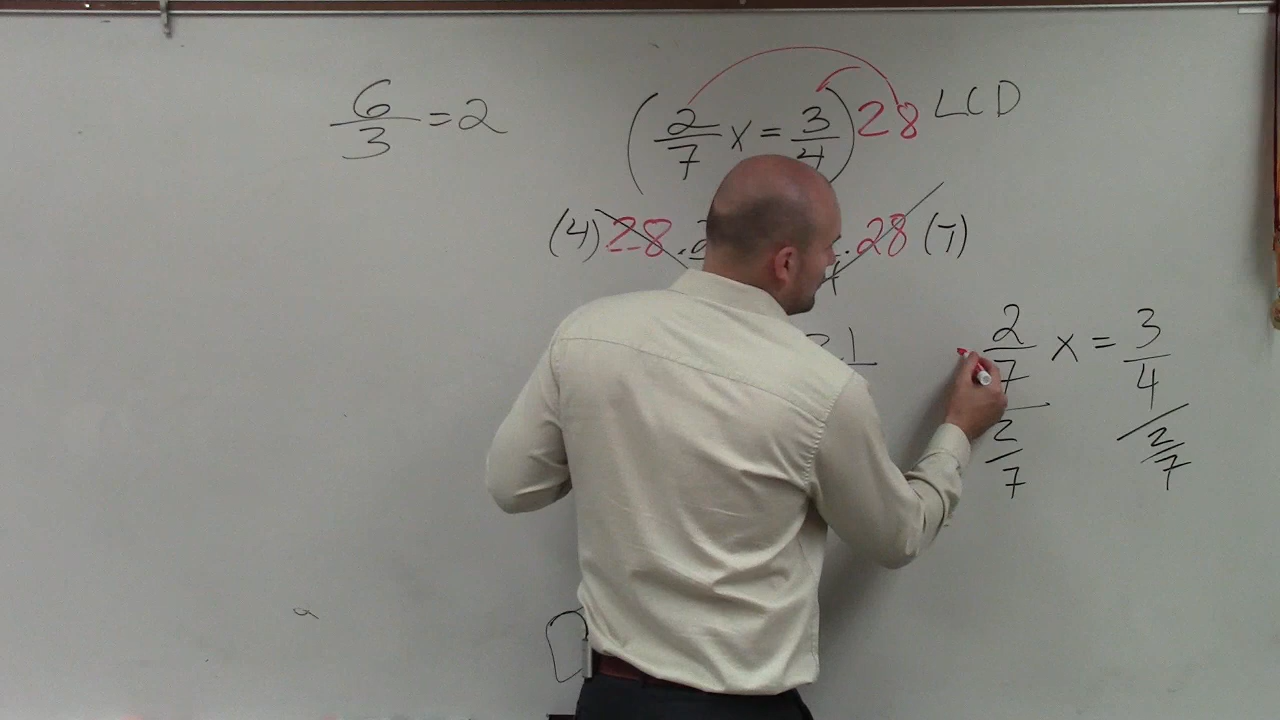 6/3 = 2
(2/7 x = 3/4) 28 LCD
(4) 28 · · 28 (7)
21
2/7 x = 3/4
2/7 2/7